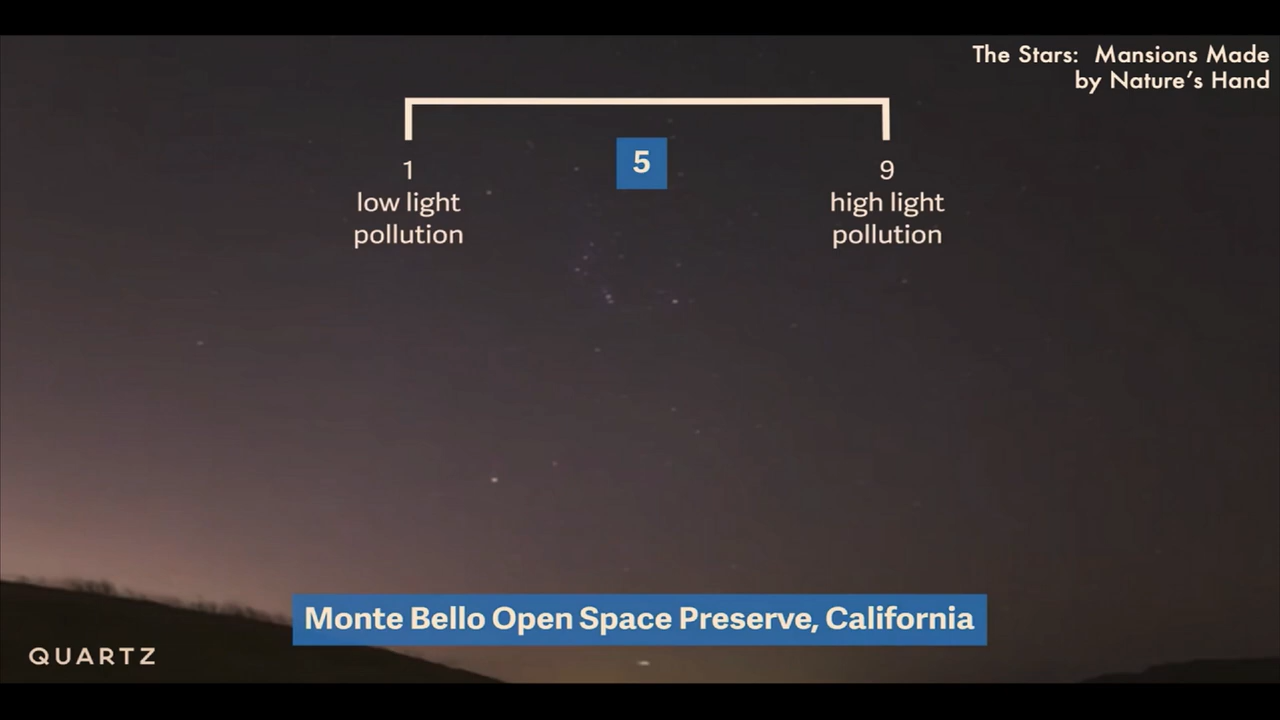 The Stars: Mansions Made
by Nature's Hand
5
1
low light
pollution
9
high light
pollution
Monte Bello Open Space Preserve, California
QUARTZ